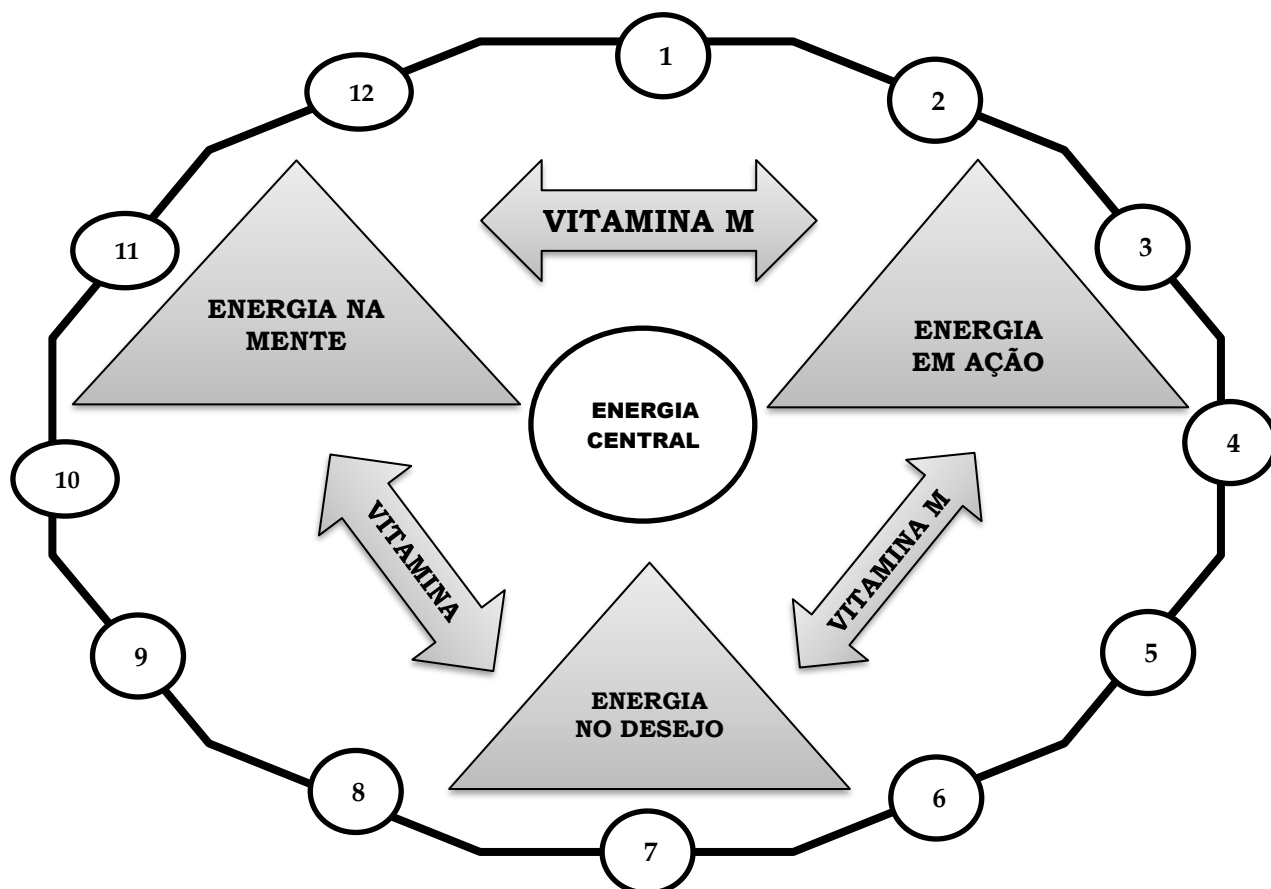 1
12
2
VITAMINA M
11
3
ENERGIA NA
MENTE
ENERGIA
EM AÇÃO
ENERGIA
CENTRAL
10
4
VITAMINA
VITAMINA M
9
5
ENERGIA
NO DESEJO
8
6
7